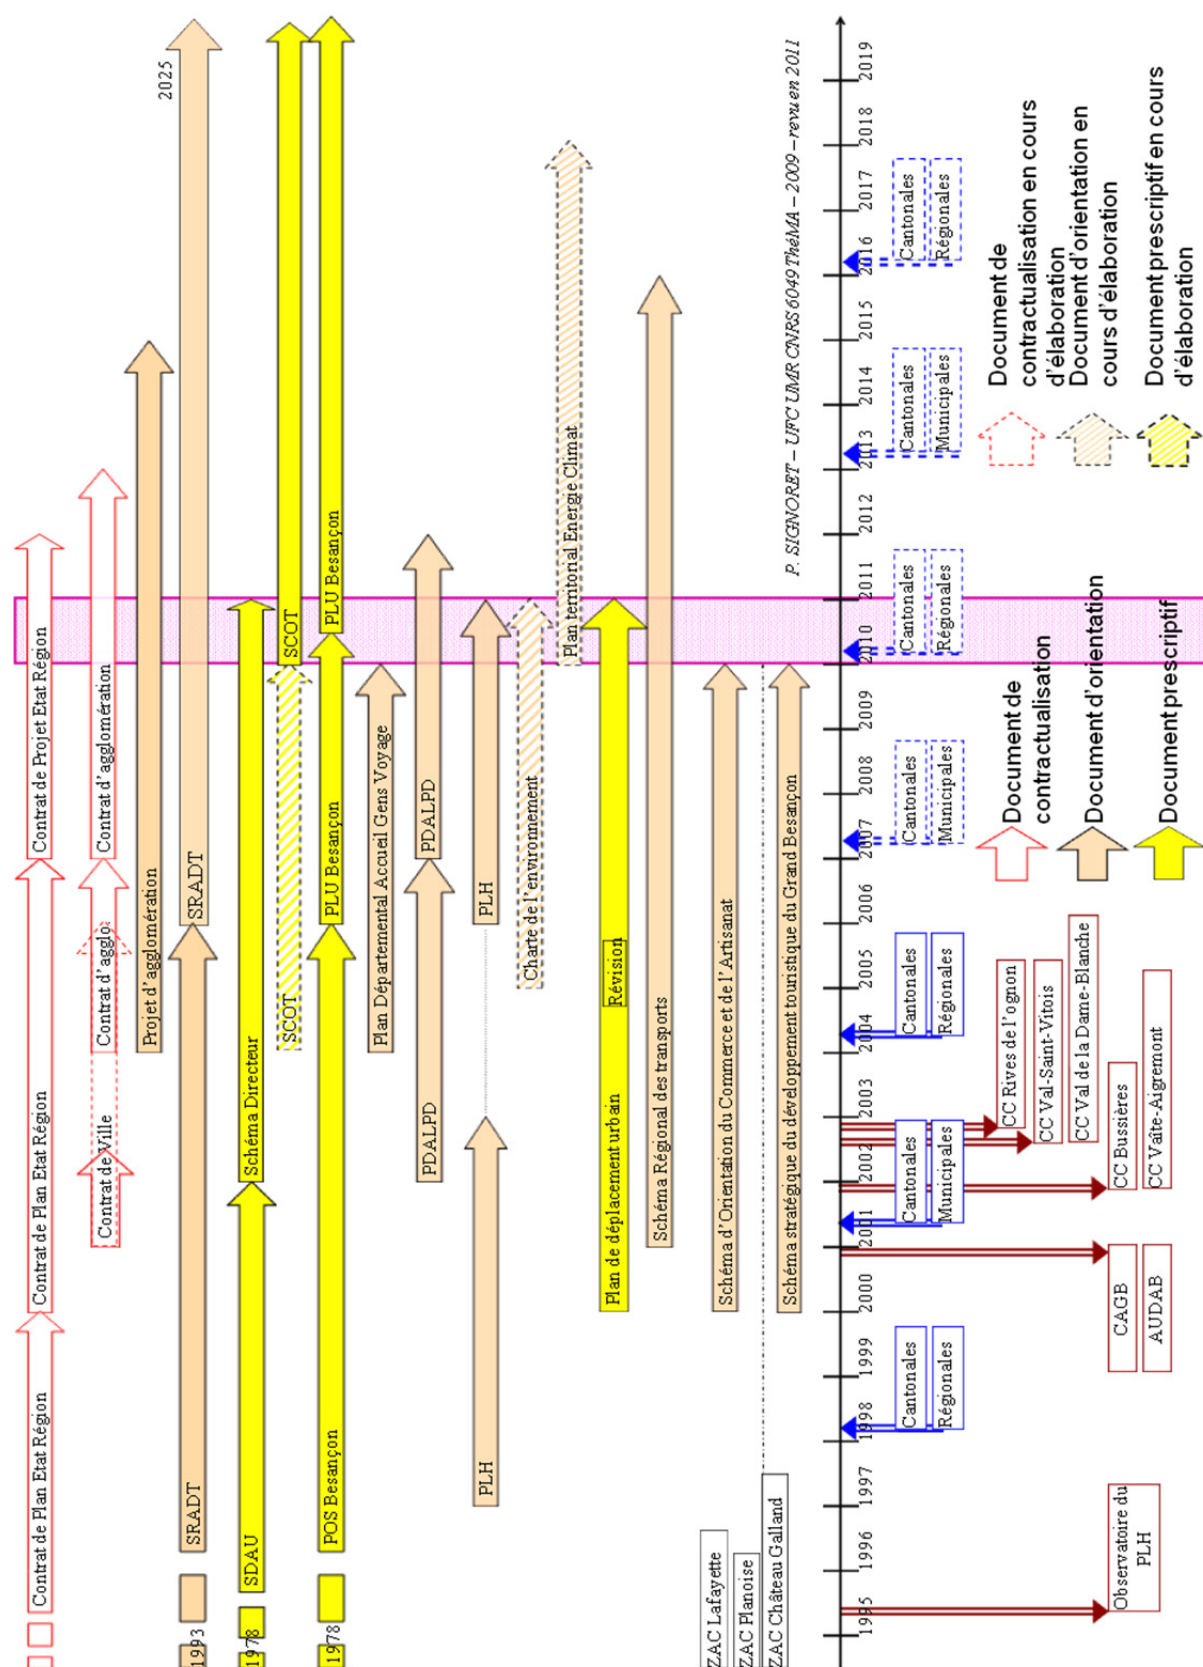 Contrat de Plan Etat Région
Contrat de Plan Etat Région
Contrat de Projet Etat Région
Contrat de Ville
Contrat d'agglo
Contrat d'agglomération
Projet d'agglomération
1993
SRADT
SRADT
2025
1978
SDAU
Schéma Directeur
SCOT
SCOT
1978
POS Besançon
PLU Besançon
PLU Besançon
Plan Départemental Accueil Gens Voyage
PDALPD
PDALPD
PLH
PLH
Charte de l'environnement
Plan territorial Energie Climat
Plan de déplacement urbain
Révision
Schéma Régional des transports
ZAC Lafayette
Schéma d'Orientation du Commerce et de l'Artisanat
ZAC Planoise
ZAC Château Galland
Schéma stratégique du développement touristique du Grand Besançon
P. SIGNORET – UFC UMR CNRS 6049 ThéMA – 2009 – revu en 2011
1995
1996
1997
1998
1999
2000
2001
2002
2003
2004
2005
2006
2007
2008
2009
2010
2011
2012
2013
2014
2015
2016
2017
2018
2019
Cantonales
Régionales
Cantonales
Municipales
Cantonales
Régionales
Cantonales
Municipales
Cantonales
Régionales
Cantonales
Municipales
Cantonales
Régionales
Observatoire du
PLH
CAGB
AUDAB
CC Rives de l'ognon
CC Val-Saint-Vitois
CC Val de la Dame-Blanche
CC Bussières
CC Vaîte-Aigremont
Document de
contractualisation
Document d'orientation
Document prescriptif
Document de
contractualisation en cours
d'élaboration
Document d'orientation en
cours d'élaboration
Document prescriptif en cours
d'élaboration